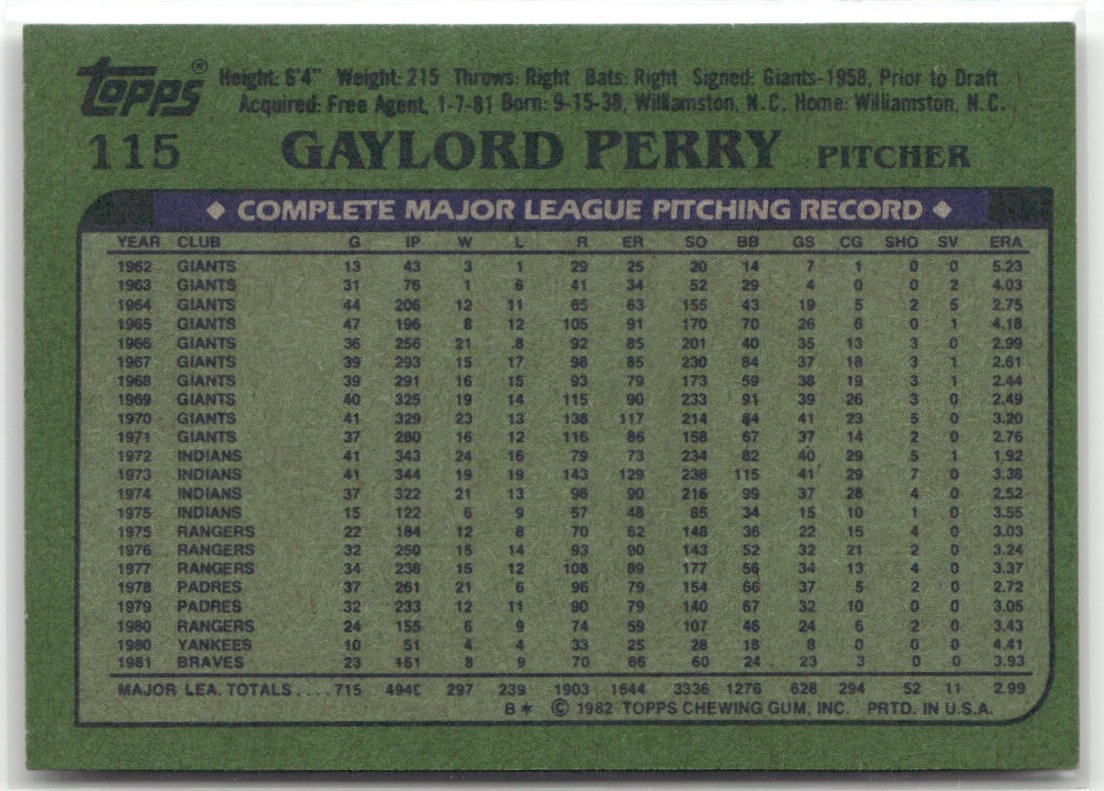 TOPPS® Height: 6'4" Weight: 215 Throws: Right Bats: Right Signed: Giants-1958, Prior to Draft
Acquired: Free Agent, 1-7-81 Born: 9-15-38, Williamston, N.C. Home: Williamston, N.C.
115 GAYLORD PERRY PITCHER
◆ COMPLETE MAJOR LEAGUE PITCHING RECORD ◆
YEAR CLUB G IP W L R ER SO BB GS CG SHO SV ERA
1962 GIANTS 13 43 3 1 29 25 20 14 7 1 0 0 5.23
1963 GIANTS 31 76 1 6 41 34 52 29 4 0 0 2 4.03
1964 GIANTS 44 206 12 11 65 63 155 43 19 5 2 5 2.75
1965 GIANTS 47 196 8 12 105 91 170 70 26 6 0 1 4.18
1966 GIANTS 36 256 21 8 92 85 201 40 35 13 3 0 2.99
1967 GIANTS 39 293 15 17 98 85 230 84 37 18 3 1 2.61
1968 GIANTS 39 291 16 15 93 79 173 59 38 19 3 1 2.44
1969 GIANTS 40 325 19 14 115 90 233 91 39 26 3 0 2.49
1970 GIANTS 41 329 23 13 138 117 214 84 41 23 5 0 3.20
1971 GIANTS 37 280 16 12 116 86 158 67 37 14 2 0 2.76
1972 INDIANS 41 343 24 16 79 73 234 82 40 29 5 1 1.92
1973 INDIANS 41 344 19 19 143 129 238 115 41 29 7 0 3.38
1974 INDIANS 37 322 21 13 98 90 216 99 37 28 4 0 2.52
1975 INDIANS 15 122 6 9 57 48 85 34 15 10 1 0 3.55
1975 RANGERS 22 184 12 8 70 62 148 36 22 15 4 0 3.03
1976 RANGERS 32 250 15 14 93 90 143 52 32 21 2 0 3.24
1977 RANGERS 34 238 15 12 108 89 177 56 34 13 4 0 3.37
1978 PADRES 37 261 21 6 96 79 154 66 37 5 2 0 2.72
1979 PADRES 32 233 12 11 90 79 140 67 32 10 0 0 3.05
1980 RANGERS 24 155 6 9 74 59 107 46 24 6 2 0 3.43
1980 YANKEES 10 51 4 4 33 25 28 18 8 0 0 0 4.41
1981 BRAVES 23 151 8 9 70 66 60 24 23 3 0 0 3.93
MAJOR LEA. TOTALS .... 715 297 239 1903 1644 3336 1276 628 294 52 11 2.99
B* © 1982 TOPPS CHEWING GUM, INC. PRTD. IN U.S.A.